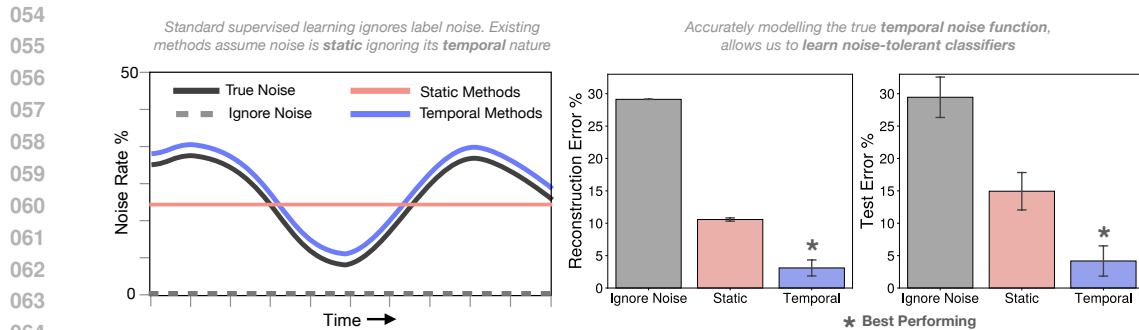 054
055
056
057
058
059
060
061
062
063
Standard supervised learning ignores label noise. Existing
methods assume noise is static ignoring its temporal nature
50
True Noise
Static Methods
Ignore Noise
Temporal Methods
Noise Rate %
0
Time
Accurately modelling the true temporal noise function,
allows us to learn noise-tolerant classifiers
Reconstruction Error %
30
25
20
15
10
5
0
*
Ignore Noise Static Temporal
Test Error %
30
25
20
15
10
5
0
*
Ignore Noise Static Temporal
* Best Performing